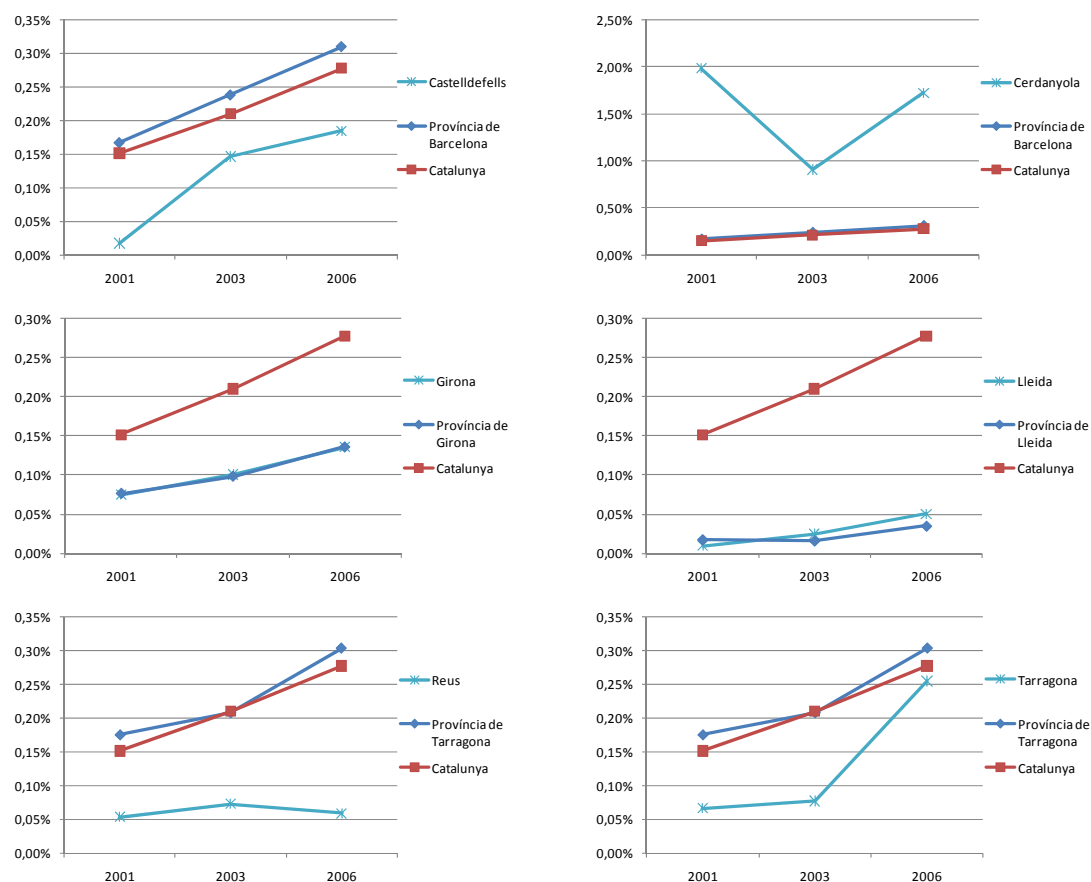 0,35%
0,30%
0,25%
0,20%
0,15%
0,10%
0,05%
0,00%
2001
2003
2006
Castelldefells
Província de
Barcelona
Catalunya
2,50%
2,00%
1,50%
1,00%
0,50%
0,00%
2001
2003
2006
Cerdanyola
Província de
Barcelona
Catalunya
0,30%
0,25%
0,20%
0,15%
0,10%
0,05%
0,00%
2001
2003
2006
Girona
Província de
Girona
Catalunya
0,30%
0,25%
0,20%
0,15%
0,10%
0,05%
0,00%
2001
2003
2006
Lleida
Província de
Lleida
Catalunya
0,35%
0,30%
0,25%
0,20%
0,15%
0,10%
0,05%
0,00%
2001
2003
2006
Reus
Província de
Tarragona
Catalunya
0,35%
0,30%
0,25%
0,20%
0,15%
0,10%
0,05%
0,00%
2001
2003
2006
Tarragona
Província de
Tarragona
Catalunya